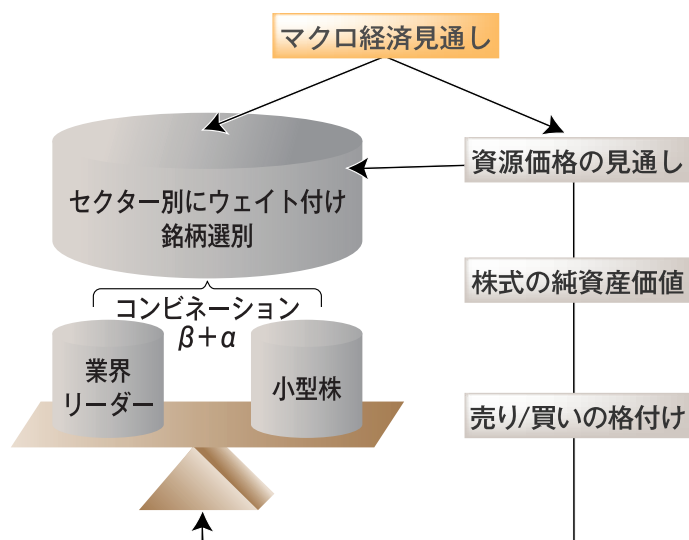 マクロ経済見通し
資源価格の見通し
セクター別にウェイト付け
銘柄選別
株式の純資産価値
コンビネーション
β+α
業界
リーダー
小型株
売り/買いの格付け